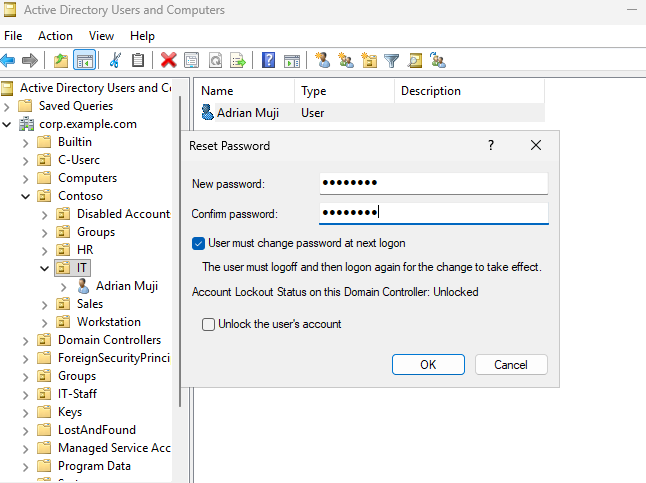 Active Directory Users and Computers
File Action View Help
Active Directory Users and Co
Saved Queries
corp.example.com
Builtin
C-Userc
Computers
Contoso
Disabled Account
Groups
HR
IT
Adrian Muji
Sales
Workstation
Domain Controllers
ForeignSecurityPrinci
Groups
IT-Staff
Keys
LostAndFound
Managed Service Acc
Program Data
Name Type Description
Adrian Muji User
Reset Password
New password:
Confirm password:
User must change password at next logon
The user must logoff and then logon again for the change to take effect.
Account Lockout Status on this Domain Controller: Unlocked
Unlock the user's account
OK Cancel